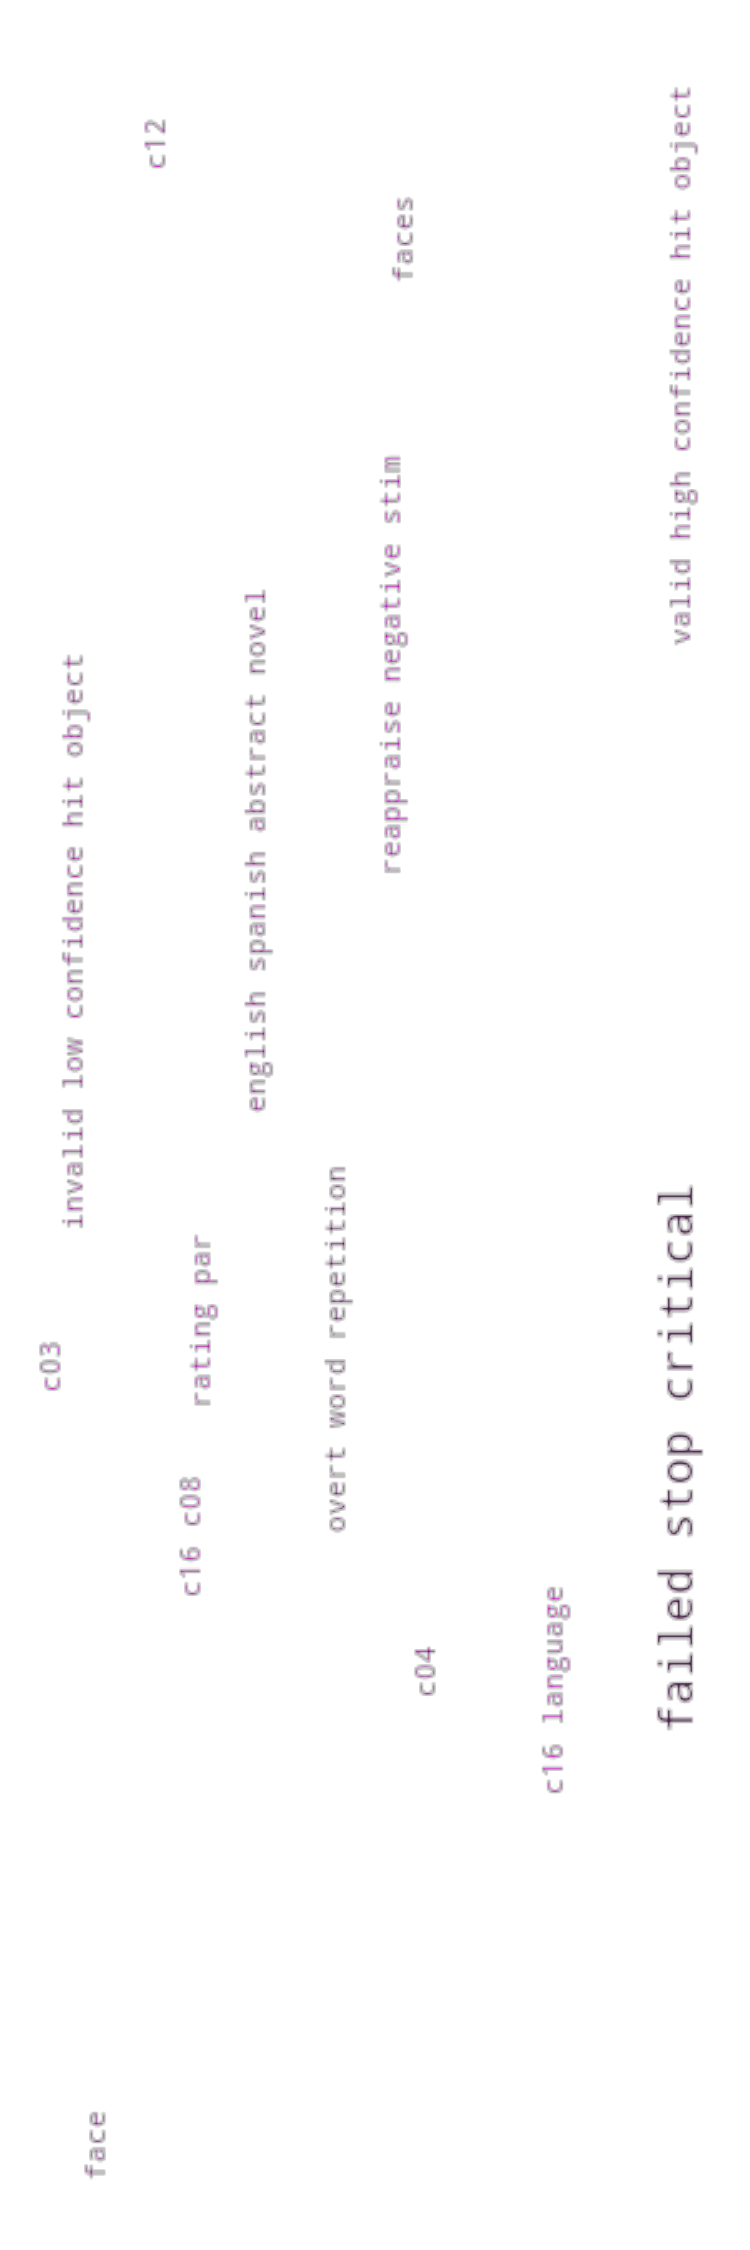 c03
invalid low confidence hit object
face
c12
c16 c08
rating par
english spanish abstract novel
overt word repetition
reappraise negative stim
faces
c04
c16 language
failed stop critical
valid high confidence hit object